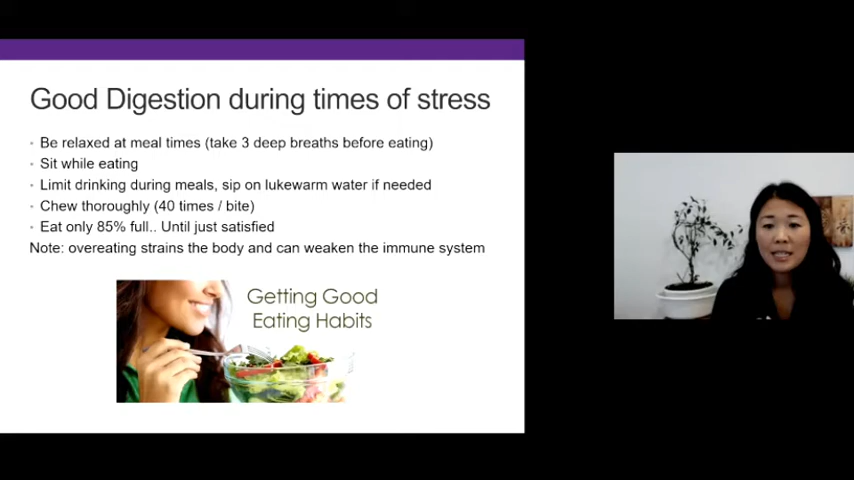 Good Digestion during times of stress
Be relaxed at meal times (take 3 deep breaths before eating)
Sit while eating
Limit drinking during meals, sip on lukewarm water if needed
Chew thoroughly (40 times / bite)
Eat only 85% full.. Until just satisfied
Note: overeating strains the body and can weaken the immune system
Getting Good
Eating Habits